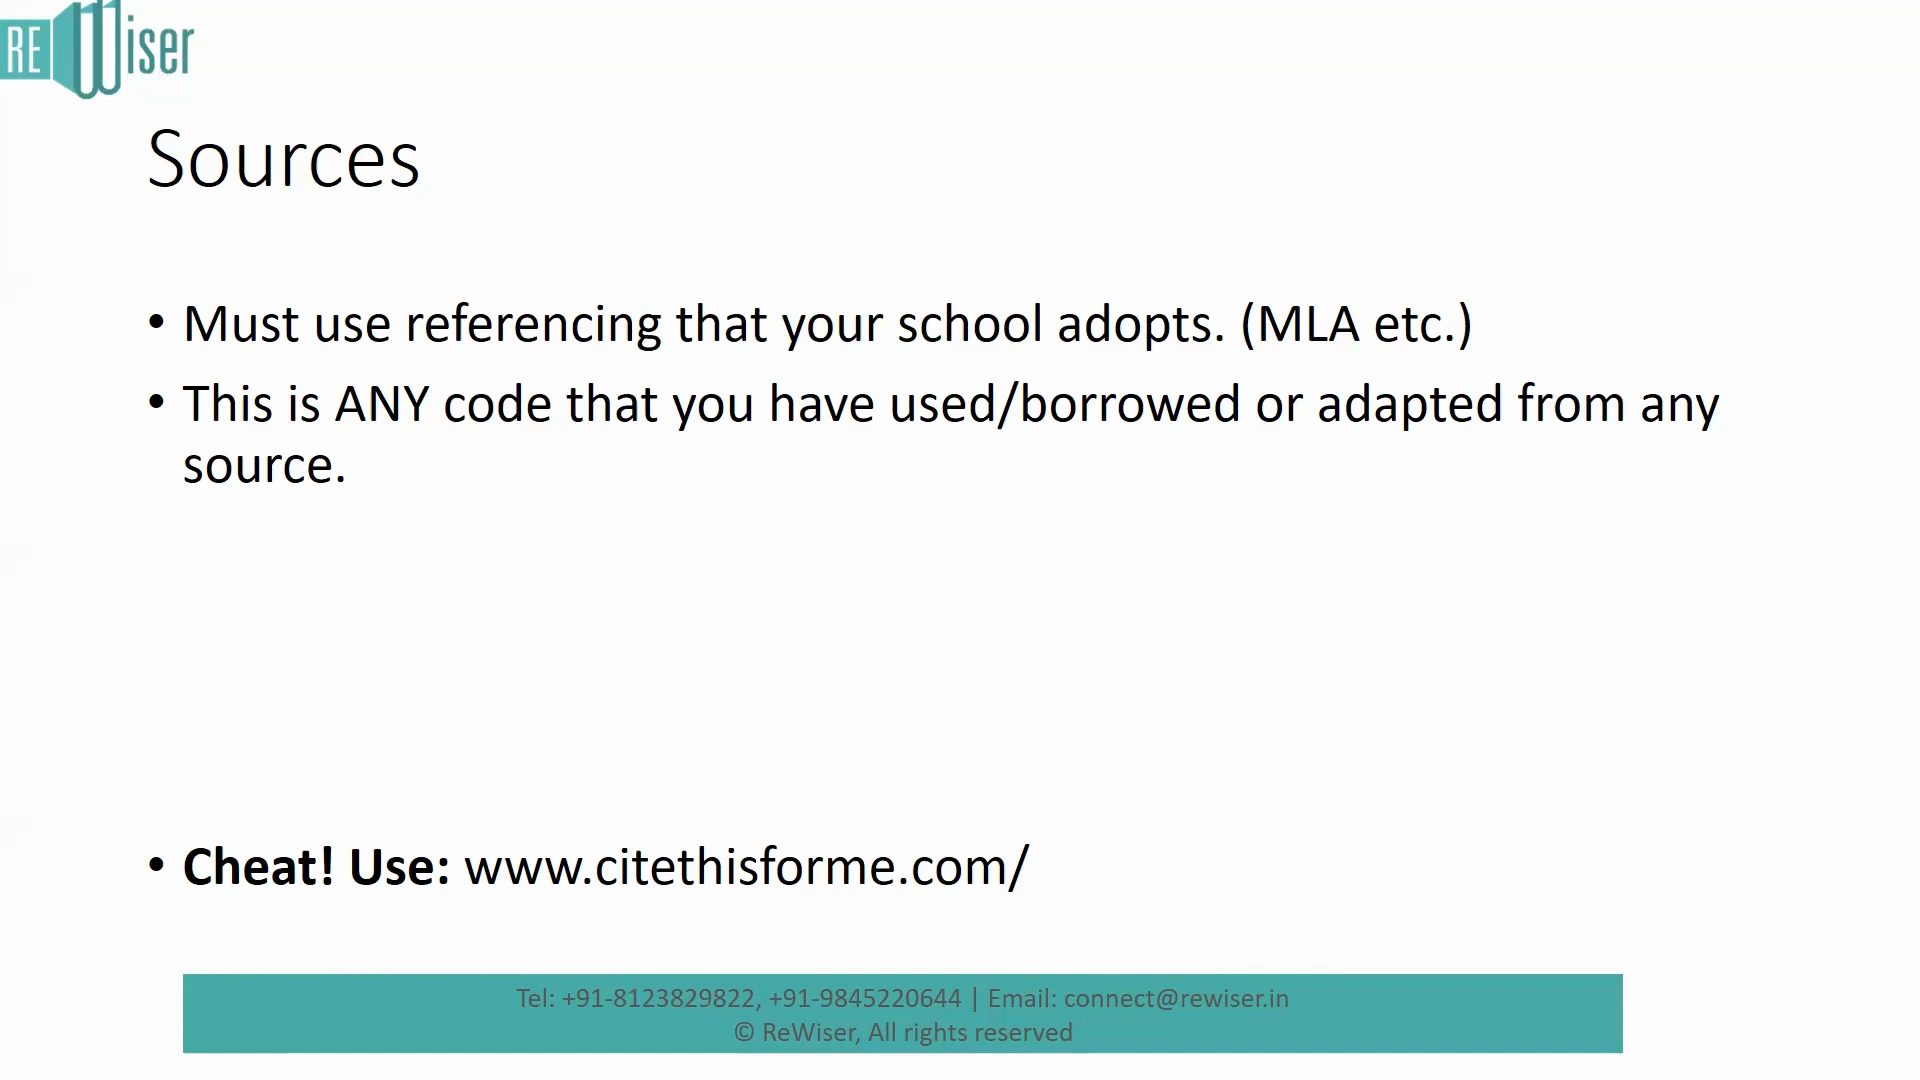 REWiser
Sources
• Must use referencing that your school adopts. (MLA etc.)
• This is ANY code that you have used/borrowed or adapted from any
source.
• Cheat! Use: www.citethisforme.com/
Tel: +91-8123829822, +91-9845220644 | Email: connect@rewiser.in
© ReWiser, All rights reserved